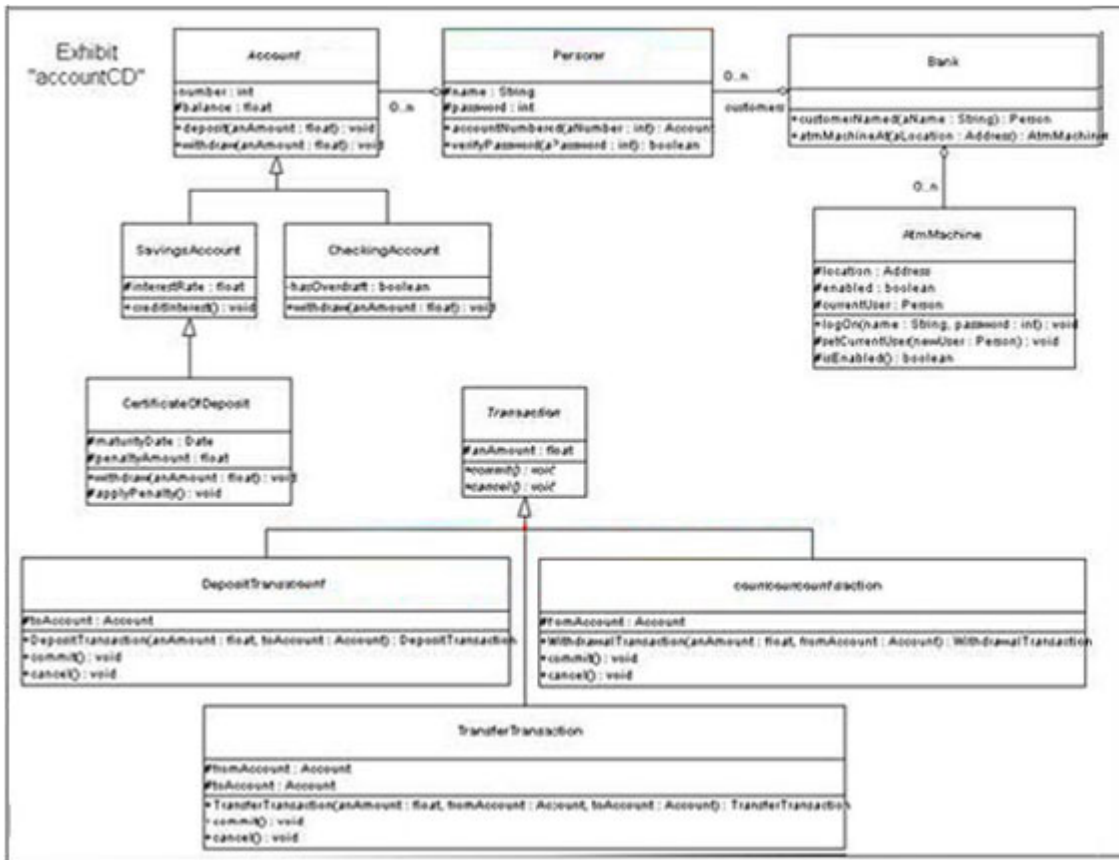 Exhibit
"accountCD"
Account
-number : int
#balance : float
+deposit(anAmount : float) : void
+withdraw(anAmount : float) : void
0..n
Person
#name : String
#password : int
+accountNumbered(aNumber : int) : Account
+verifyPassword(aPassword : int) : boolean
0..n
customers
Bank
+customerNamed(aName : String) : Person
+atmMachineAt(aLocation : Address) : AtmMachine
0..n
SavingsAccount
#interestRate : float
+creditInterest() : void
CheckingAccount
-hasOverdraft : boolean
+withdraw(anAmount : float) : void
AtmMachine
#location : Address
#enabled : boolean
#currentUser : Person
+logOn(name : String, password : int) : void
#setCurrentUser(newUser : Person) : void
#isEnabled() : boolean
CertificateOfDeposit
#maturityDate : Date
#penaltyAmount : float
+withdraw(anAmount : float) : void
#applyPenalty() : void
Transaction
#anAmount : float
+commit() : void
+cancel() : void
DepositTransccount
#toAccount : Account
+DepositTransaction(anAmount : float, toAccount : Account) : DepositTransaction
+commit() : void
+cancel() : void
#fromAccount : Account
+WithdrawalTransaction(anAmount : float, fromAccount : Account) : WithdrawalTransaction
+commit() : void
+cancel() : void
TransferTransaction
#fromAccount : Account
#toAccount : Account
+TransferTransaction(anAmount : float, fromAccount : Account, toAccount : Account) : TransferTransaction
-commit() : void
+cancel() : void